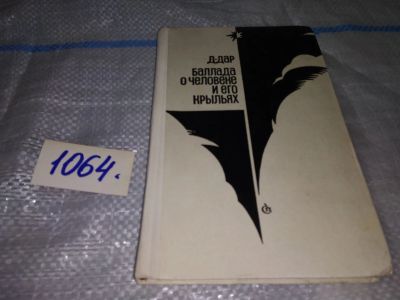 Д.ДАР
БАЛЛАДА
О ЧЕЛОВЕКЕ
И ЕГО
КРЫЛЬЯХ
1064.